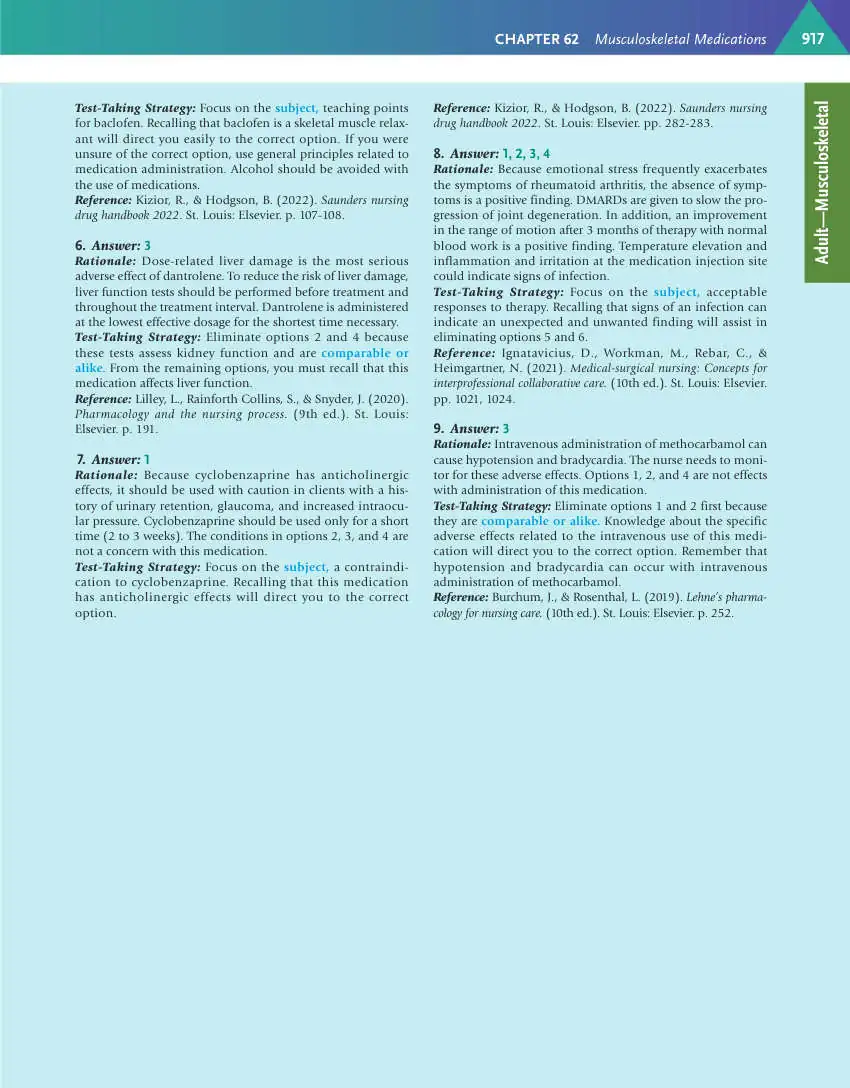 CHAPTER 62 Musculoskeletal Medications 917
Test-Taking Strategy: Focus on the subject, teaching points
for baclofen. Recalling that baclofen is a skeletal muscle relax-
ant will direct you easily to the correct option. If you were
unsure of the correct option, use general principles related to
medication administration. Alcohol should be avoided with
the use of medications.
Reference: Kizior, R., & Hodgson, B. (2022). Saunders nursing
drug handbook 2022. St. Louis: Elsevier. p. 107-108.
6. Answer: 3
Rationale: Dose-related liver damage is the most serious
adverse effect of dantrolene. To reduce the risk of liver damage,
liver function tests should be performed before treatment and
throughout the treatment interval. Dantrolene is administered
at the lowest effective dosage for the shortest time necessary.
Test-Taking Strategy: Eliminate options 2 and 4 because
these tests assess kidney function and are comparable or
alike. From the remaining options, you must recall that this
medication affects liver function.
Reference: Lilley, L., Rainforth Collins, S., & Snyder, J. (2020).
Pharmacology and the nursing process. (9th ed.). St. Louis:
Elsevier. p. 191.
7. Answer: 1
Rationale: Because cyclobenzaprine has anticholinergic
effects, it should be used with caution in clients with a his-
tory of urinary retention, glaucoma, and increased intraocu-
lar pressure. Cyclobenzaprine should be used only for a short
time (2 to 3 weeks). The conditions in options 2, 3, and 4 are
not a concern with this medication.
Test-Taking Strategy: Focus on the subject, a contraindi-
cation to cyclobenzaprine. Recalling that this medication
has anticholinergic effects will direct you to the correct
option.
Reference: Kizior, R., & Hodgson, B. (2022). Saunders nursing
drug handbook 2022. St. Louis: Elsevier. pp. 282-283.
8. Answer: 1, 2, 3, 4
Rationale: Because emotional stress frequently exacerbates
the symptoms of rheumatoid arthritis, the absence of symp-
toms is a positive finding. DMARDs are given to slow the pro-
gression of joint degeneration. In addition, an improvement
in the range of motion after 3 months of therapy with normal
blood work is a positive finding. Temperature elevation and
inflammation and irritation at the medication injection site
could indicate signs of infection.
Test-Taking Strategy: Focus on the subject, acceptable
responses to therapy. Recalling that signs of an infection can
indicate an unexpected and unwanted finding will assist in
eliminating options 5 and 6.
Reference: Ignatavicius, D., Workman, M., Rebar, C., &
Heimgartner, N. (2021). Medical-surgical nursing: Concepts for
interprofessional collaborative care. (10th ed.). St. Louis: Elsevier.
pp. 1021, 1024.
9. Answer: 3
Rationale: Intravenous administration of methocarbamol can
cause hypotension and bradycardia. The nurse needs to moni-
tor for these adverse effects. Options 1, 2, and 4 are not effects
with administration of this medication.
Test-Taking Strategy: Eliminate options 1 and 2 first because
they are comparable or alike. Knowledge about the specific
adverse effects related to the intravenous use of this medi-
cation will direct you to the correct option. Remember that
hypotension and bradycardia can occur with intravenous
administration of methocarbamol.
Reference: Burchum, J., & Rosenthal, L. (2019). Lehne's pharma-
cology for nursing care. (10th ed.). St. Louis: Elsevier. p. 252.
Adult—Musculoskeletal